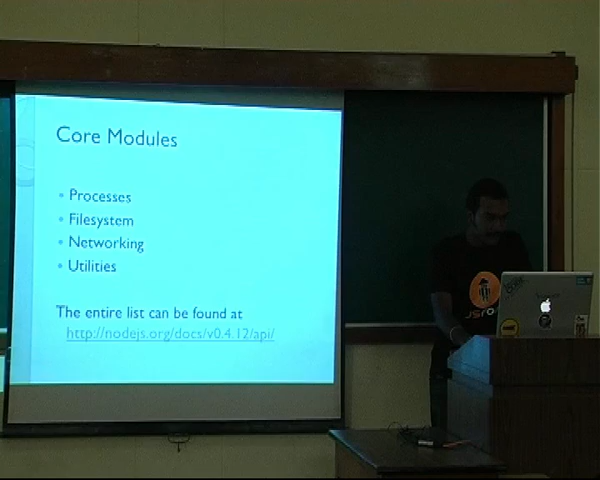 Core Modules
Processes
Filesystem
Networking
Utilities
The entire list can be found at
http://nodejs.org/docs/v0.4.12/api/